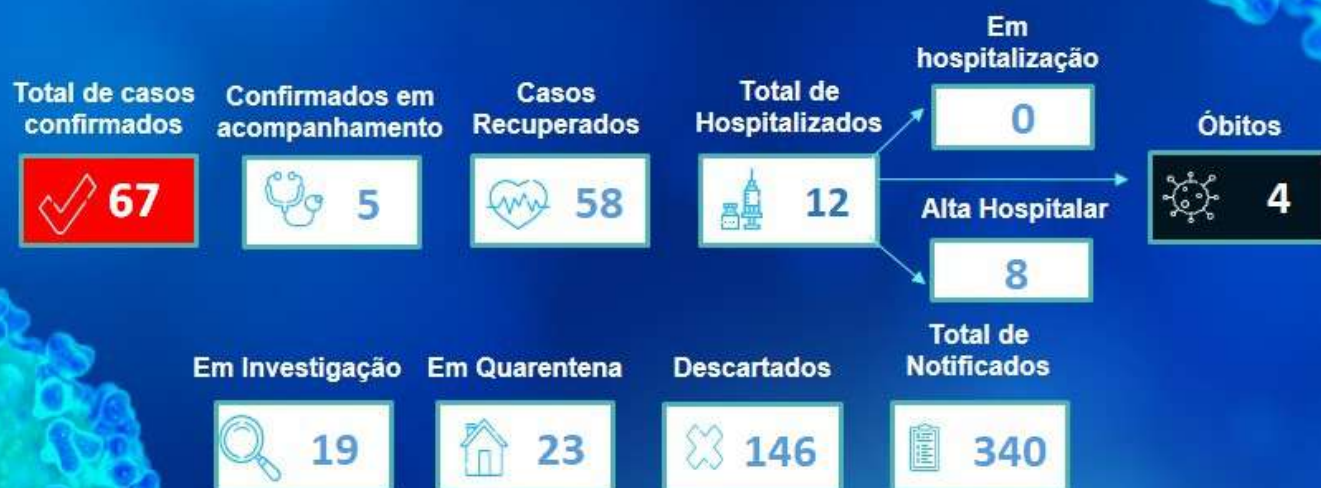 Total de casos
confirmados
67
Confirmados em
acompanhamento
5
Casos
Recuperados
58
Total de
Hospitalizados
12
Em
hospitalização
0
Alta Hospitalar
8
Óbitos
4
Em Investigação
19
Em Quarentena
23
Descartados
146
Total de
Notificados
340